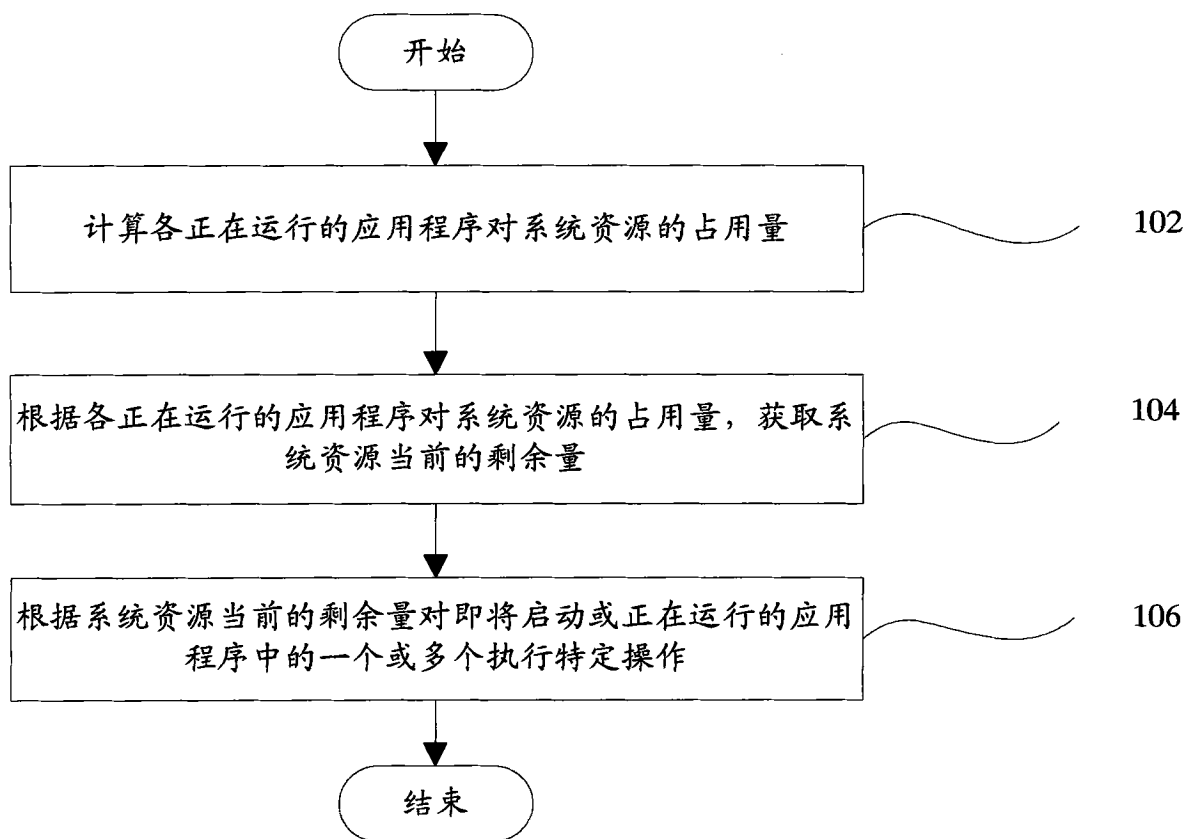 开始
计算各正在运行的应用程序对系统资源的占用量
102
根据各正在运行的应用程序对系统资源的占用量，获取系
统资源当前的剩余量
104
根据系统资源当前的剩余量对即将启动或正在运行的应用
程序中的一个或多个执行特定操作
106
结束